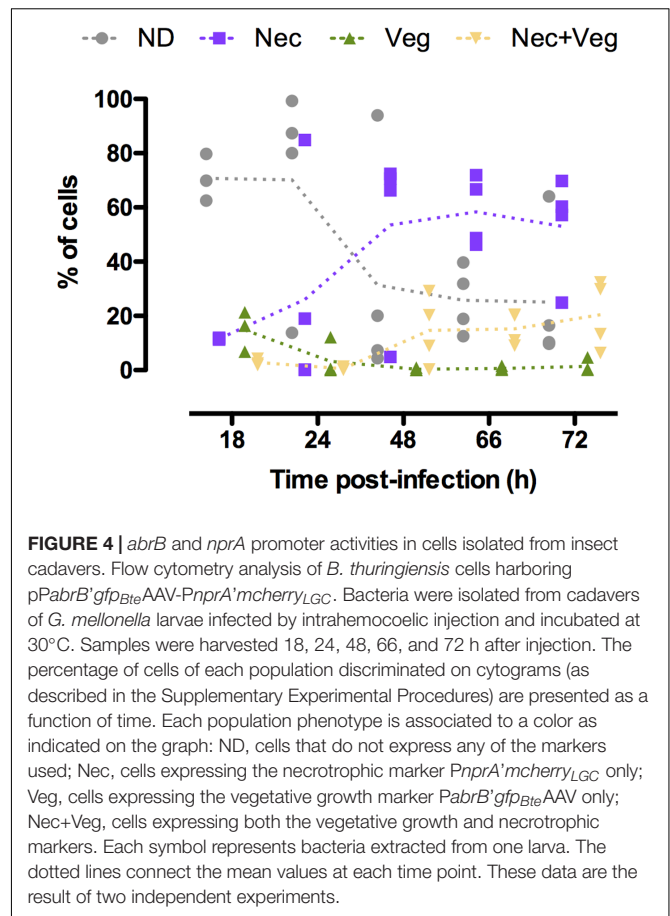 ND Nec Veg Nec+Veg
100
80
60
40
20
0
% of cells
18 24 48 66 72
Time post-infection (h)
FIGURE 4 | abrB and nprA promoter activities in cells isolated from insect
cadavers. Flow cytometry analysis of B. thuringiensis cells harboring
pPabrB'gfpBteAAV-PnprA'mcherryLGC. Bacteria were isolated from cadavers
of G. mellonella larvae infected by intrahemocoelic injection and incubated at
30°C. Samples were harvested 18, 24, 48, 66, and 72 h after injection. The
percentage of cells of each population discriminated on cytograms (as
described in the Supplementary Experimental Procedures) are presented as a
function of time. Each population phenotype is associated to a color as
indicated on the graph: ND, cells that do not express any of the markers
used; Nec, cells expressing the necrotrophic marker PnprA'mcherryLGC only;
Veg, cells expressing the vegetative growth marker PabrB'gfpBteAAV only;
Nec+Veg, cells expressing both the vegetative growth and necrotrophic
markers. Each symbol represents bacteria extracted from one larva. The
dotted lines connect the mean values at each time point. These data are the
result of two independent experiments.